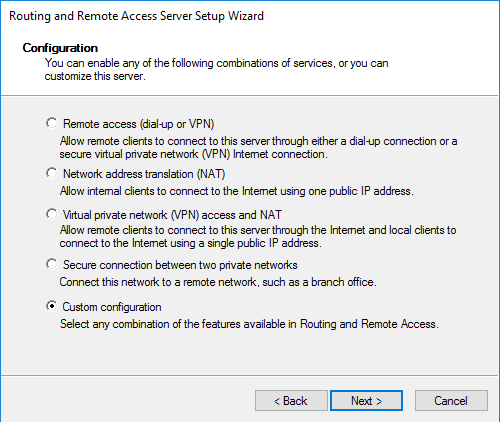 Routing and Remote Access Server Setup Wizard
Configuration
You can enable any of the following combinations of services, or you can
customize this server.
Remote access (dial-up or VPN)
Allow remote clients to connect to this server through either a dial-up connection or a
secure virtual private network (VPN) Internet connection.
Network address translation (NAT)
Allow internal clients to connect to the Internet using one public IP address.
Virtual private network (VPN) access and NAT
Allow remote clients to connect to this server through the Internet and local clients to
connect to the Internet using a single public IP address.
Secure connection between two private networks
Connect this network to a remote network, such as a branch office.
Custom configuration
Select any combination of the features available in Routing and Remote Access.
< Back
Next >
Cancel